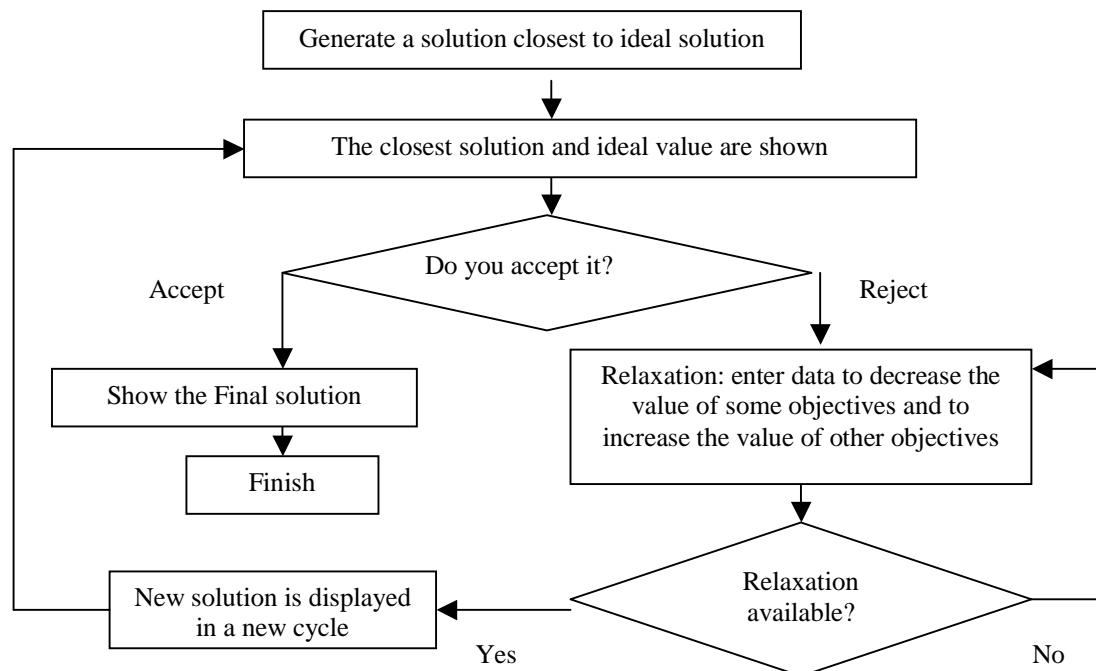 Generate a solution closest to ideal solution
The closest solution and ideal value are shown
Do you accept it?
Accept
Reject
Show the Final solution
Finish
Relaxation: enter data to decrease the
value of some objectives and to
increase the value of other objectives
Relaxation
available?
New solution is displayed
in a new cycle
Yes
No